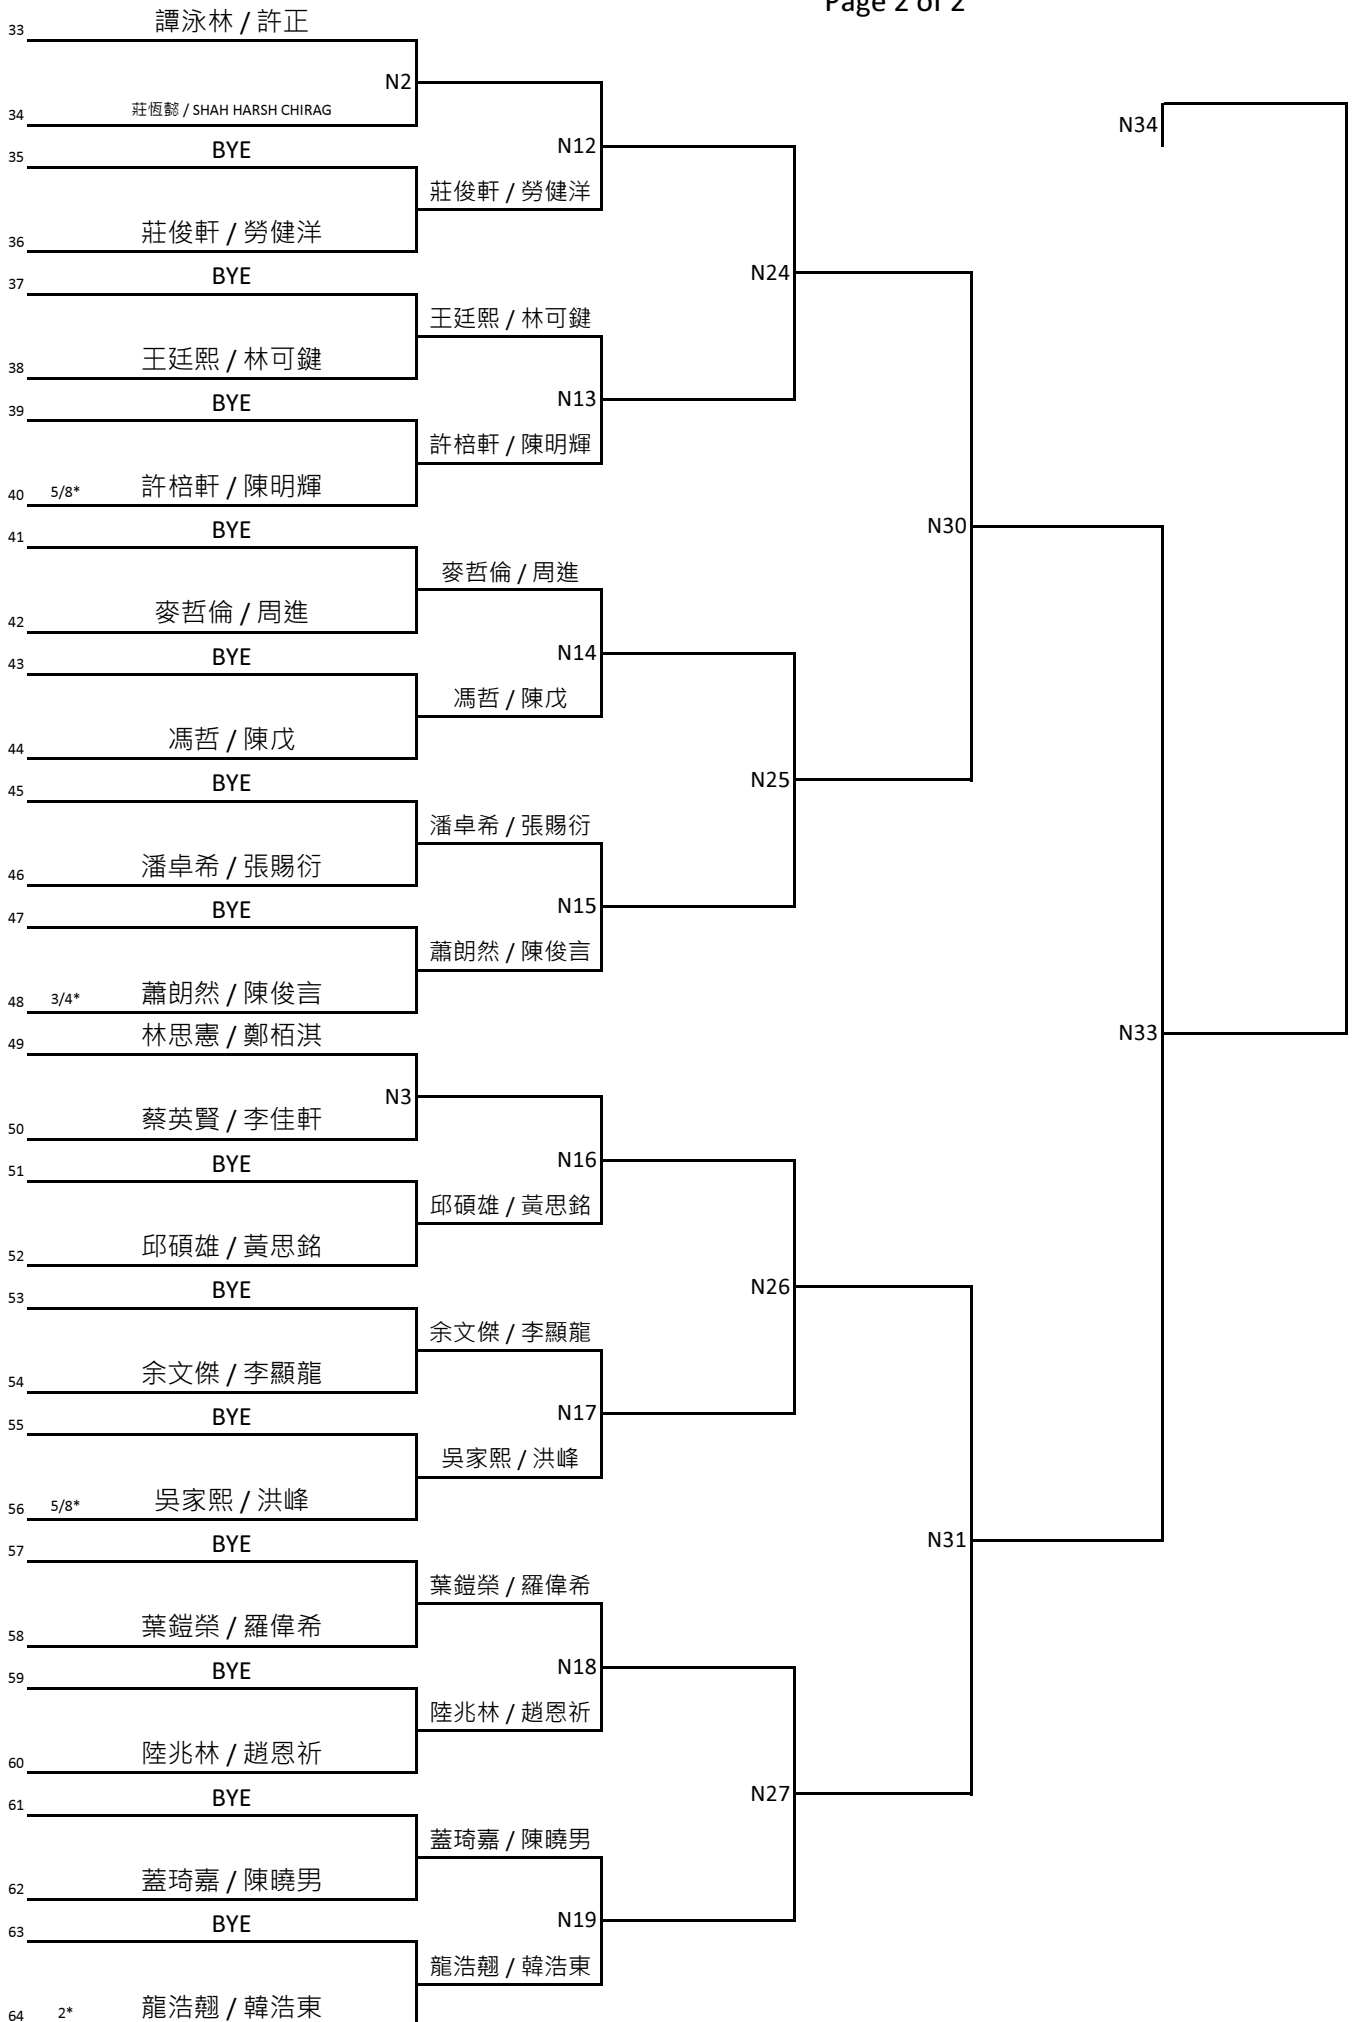 Page 2 of 2
33 譚泳林 / 許正
N2
34 莊恆懿 / SHAH HARSH CHIRAG
N34
35 BYE
N12
莊俊軒 / 勞健洋
36 莊俊軒 / 勞健洋
37 BYE
N24
王廷熙 / 林可鍵
38 王廷熙 / 林可鍵
39 BYE
N13
許棓軒 / 陳明輝
40 5/8* 許棓軒 / 陳明輝
41 BYE
N30
麥哲倫 / 周進
42 麥哲倫 / 周進
43 BYE
N14
馮哲 / 陳戊
44 馮哲 / 陳戊
45 BYE
N25
潘卓希 / 張賜衍
46 潘卓希 / 張賜衍
47 BYE
N15
蕭朗然 / 陳俊言
48 3/4* 蕭朗然 / 陳俊言
49 林思憲 / 鄭栢淇
N33
N3
50 蔡英賢 / 李佳軒
51 BYE
N16
邱碩雄 / 黃思銘
52 邱碩雄 / 黃思銘
53 BYE
N26
余文傑 / 李顯龍
54 余文傑 / 李顯龍
55 BYE
N17
吳家熙 / 洪峰
56 5/8* 吳家熙 / 洪峰
57 BYE
N31
葉鎧榮 / 羅偉希
58 葉鎧榮 / 羅偉希
59 BYE
N18
陸兆林 / 趙恩祈
60 陸兆林 / 趙恩祈
61 BYE
N27
蓋琦嘉 / 陳曉男
62 蓋琦嘉 / 陳曉男
63 BYE
N19
龍浩翹 / 韓浩東
64 2* 龍浩翹 / 韓浩東